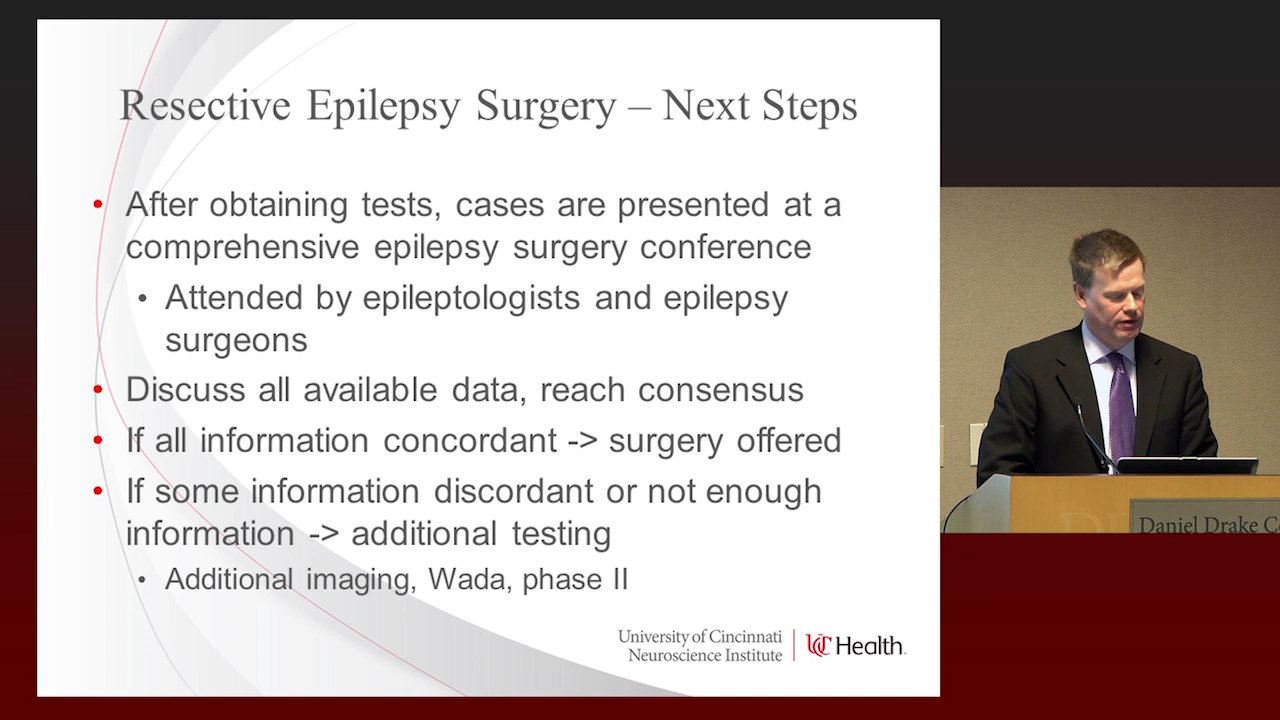 Resective Epilepsy Surgery – Next Steps
• After obtaining tests, cases are presented at a
comprehensive epilepsy surgery conference
• Attended by epileptologists and epilepsy
surgeons
• Discuss all available data, reach consensus
• If all information concordant -> surgery offered
• If some information discordant or not enough
information -> additional testing
• Additional imaging, Wada, phase II
University of Cincinnati
Neuroscience Institute
UC Health
Daniel Drake